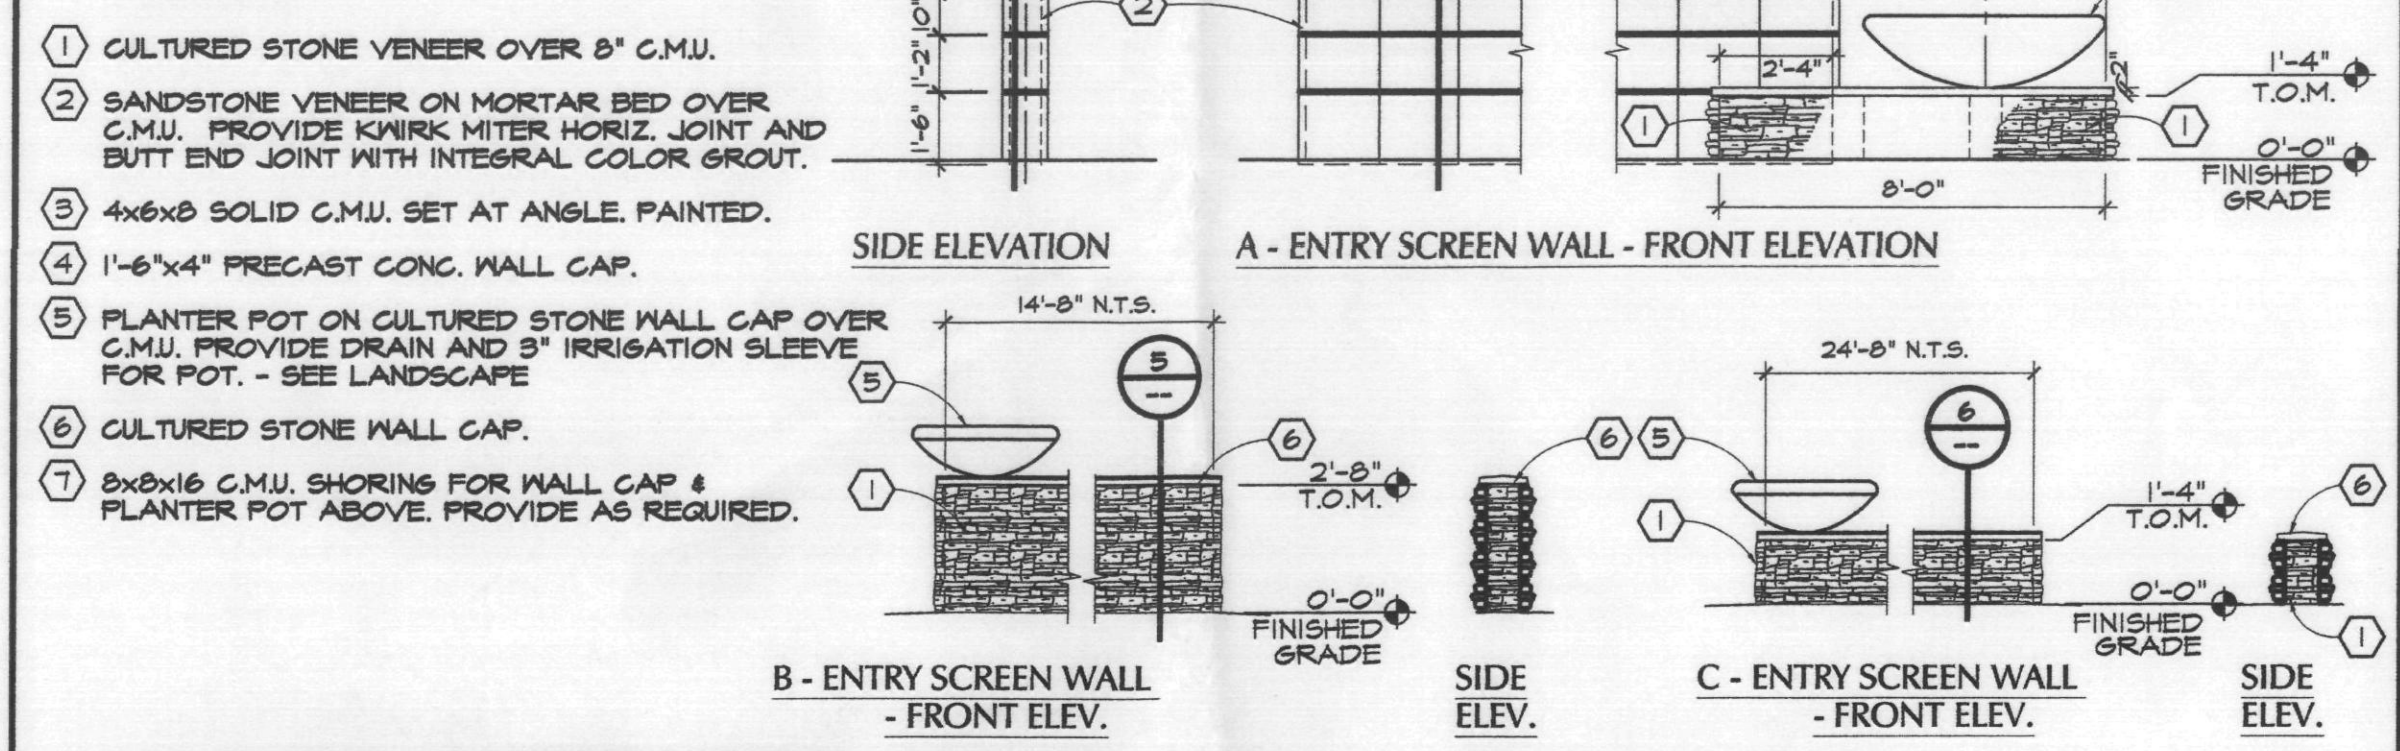 1 CULTURED STONE VENEER OVER 8" C.M.U.
2 SANDSTONE VENEER ON MORTAR BED OVER
C.M.U. PROVIDE KWIRK MITER HORIZ. JOINT AND
BUTT END JOINT WITH INTEGRAL COLOR GROUT.
3 4x6x8 SOLID C.M.U. SET AT ANGLE. PAINTED.
4 1'-6"x4" PRECAST CONC. WALL CAP.
5 PLANTER POT ON CULTURED STONE WALL CAP OVER
C.M.U. PROVIDE DRAIN AND 3" IRRIGATION SLEEVE
FOR POT. - SEE LANDSCAPE
6 CULTURED STONE WALL CAP.
7 8x8x16 C.M.U. SHORING FOR WALL CAP &
PLANTER POT ABOVE. PROVIDE AS REQUIRED.
1'-2"
1'-6"
2
SIDE ELEVATION
2'-4"
1
1
8'-0"
1'-4"
T.O.M.
0'-0"
FINISHED
GRADE
A - ENTRY SCREEN WALL - FRONT ELEVATION
14'-8" N.T.S.
5
--
5
1
6
2'-8"
T.O.M.
0'-0"
FINISHED
GRADE
B - ENTRY SCREEN WALL
- FRONT ELEV.
6 5
SIDE
ELEV.
24'-8" N.T.S.
6
--
1
1'-4"
T.O.M.
0'-0"
FINISHED
GRADE
C - ENTRY SCREEN WALL
- FRONT ELEV.
6
1
SIDE
ELEV.